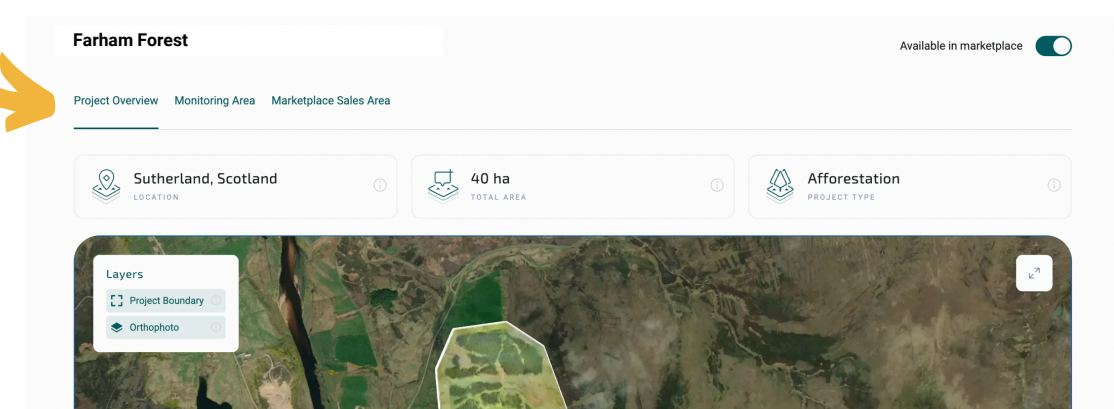 Farham Forest
Available in marketplace
Project Overview Monitoring Area Marketplace Sales Area
Sutherland, Scotland
LOCATION
40 ha
TOTAL AREA
Afforestation
PROJECT TYPE
Layers
Project Boundary
Orthophoto